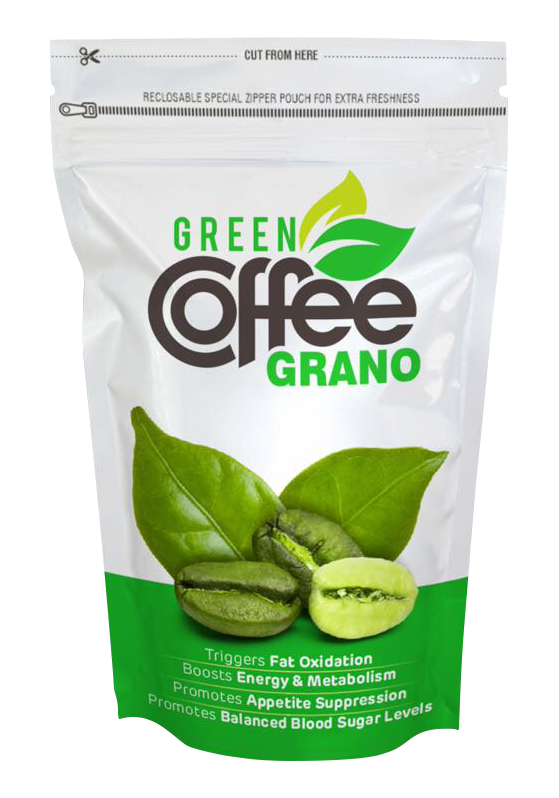 CUT FROM HERE
RECLOSABLE SPECIAL ZIPPER POUCH FOR EXTRA FRESHNESS
GREEN
Coffee
GRANO
Triggers Fat Oxidation
Boosts Energy & Metabolism
Promotes Appetite Suppression
Promotes Balanced Blood Sugar Levels